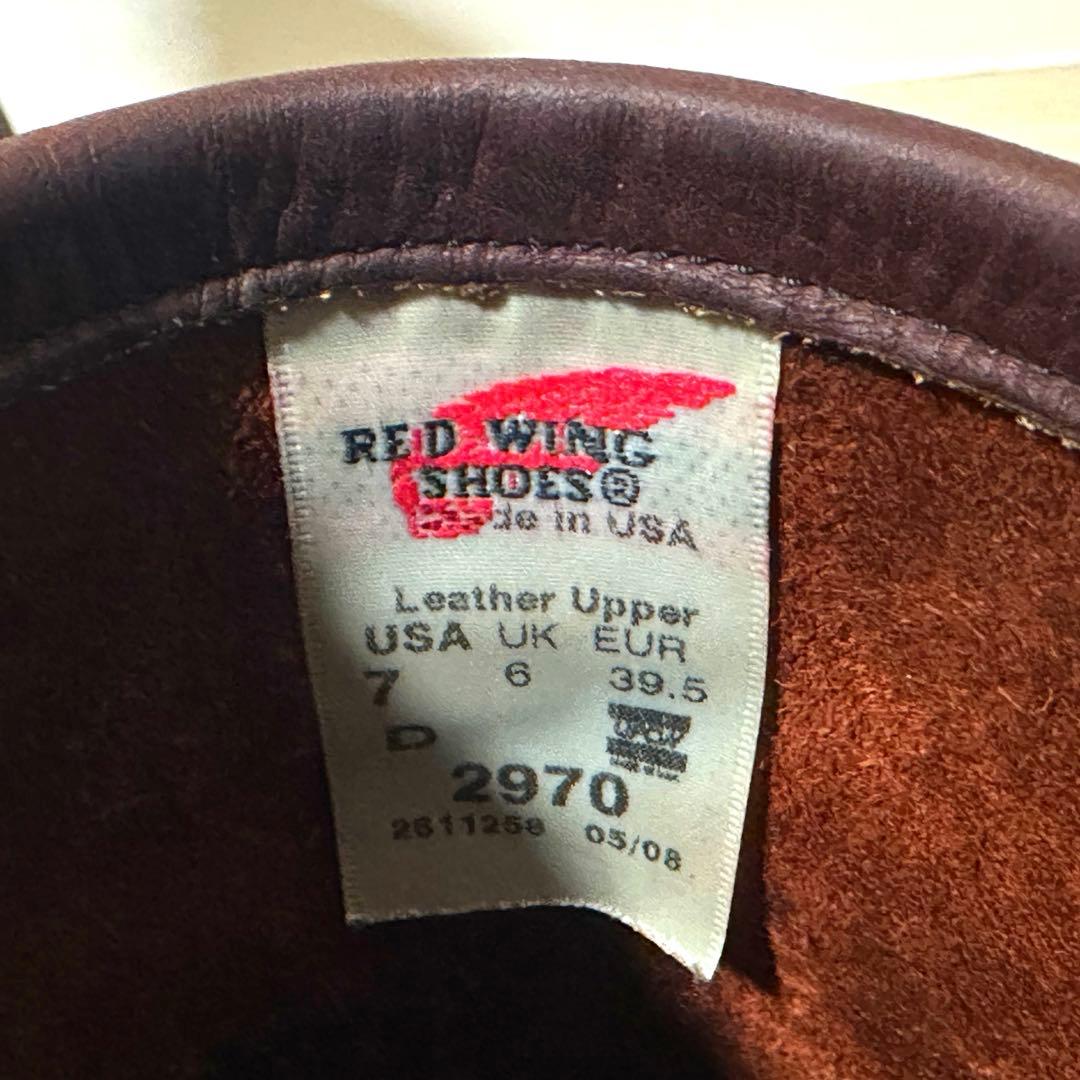 RED WING
SHOES®
Made in USA
Leather Upper
USA UK EUR
7 6 39.5
D
2970
2611258 05/08